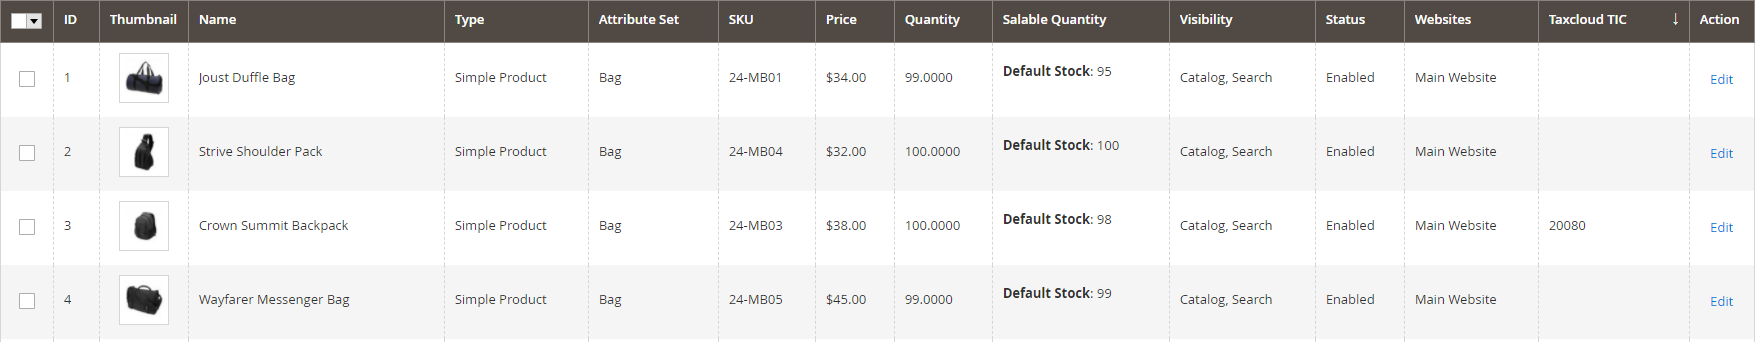 ID Thumbnail Name Type Attribute Set SKU Price Quantity Salable Quantity Visibility Status Websites Taxcloud TIC ↓ Action
1 Joust Duffle Bag Simple Product Bag 24-MB01 $34.00 99.0000 Default Stock: 95 Catalog, Search Enabled Main Website Edit
2 Strive Shoulder Pack Simple Product Bag 24-MB04 $32.00 100.0000 Default Stock: 100 Catalog, Search Enabled Main Website Edit
3 Crown Summit Backpack Simple Product Bag 24-MB03 $38.00 100.0000 Default Stock: 98 Catalog, Search Enabled Main Website 20080 Edit
4 Wayfarer Messenger Bag Simple Product Bag 24-MB05 $45.00 99.0000 Default Stock: 99 Catalog, Search Enabled Main Website Edit